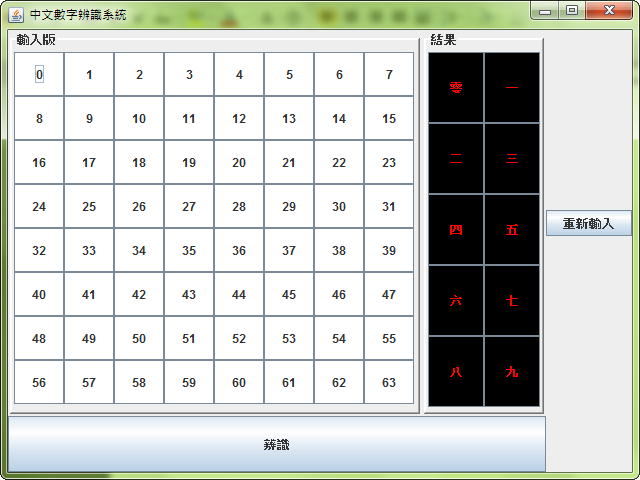 中文數字辨識系統
輸入版
結果
0 1 2 3 4 5 6 7
8 9 10 11 12 13 14 15
16 17 18 19 20 21 22 23
24 25 26 27 28 29 30 31
32 33 34 35 36 37 38 39
40 41 42 43 44 45 46 47
48 49 50 51 52 53 54 55
56 57 58 59 60 61 62 63
零 一
二 三
四 五
六 七
八 九
重新輸入
辨識